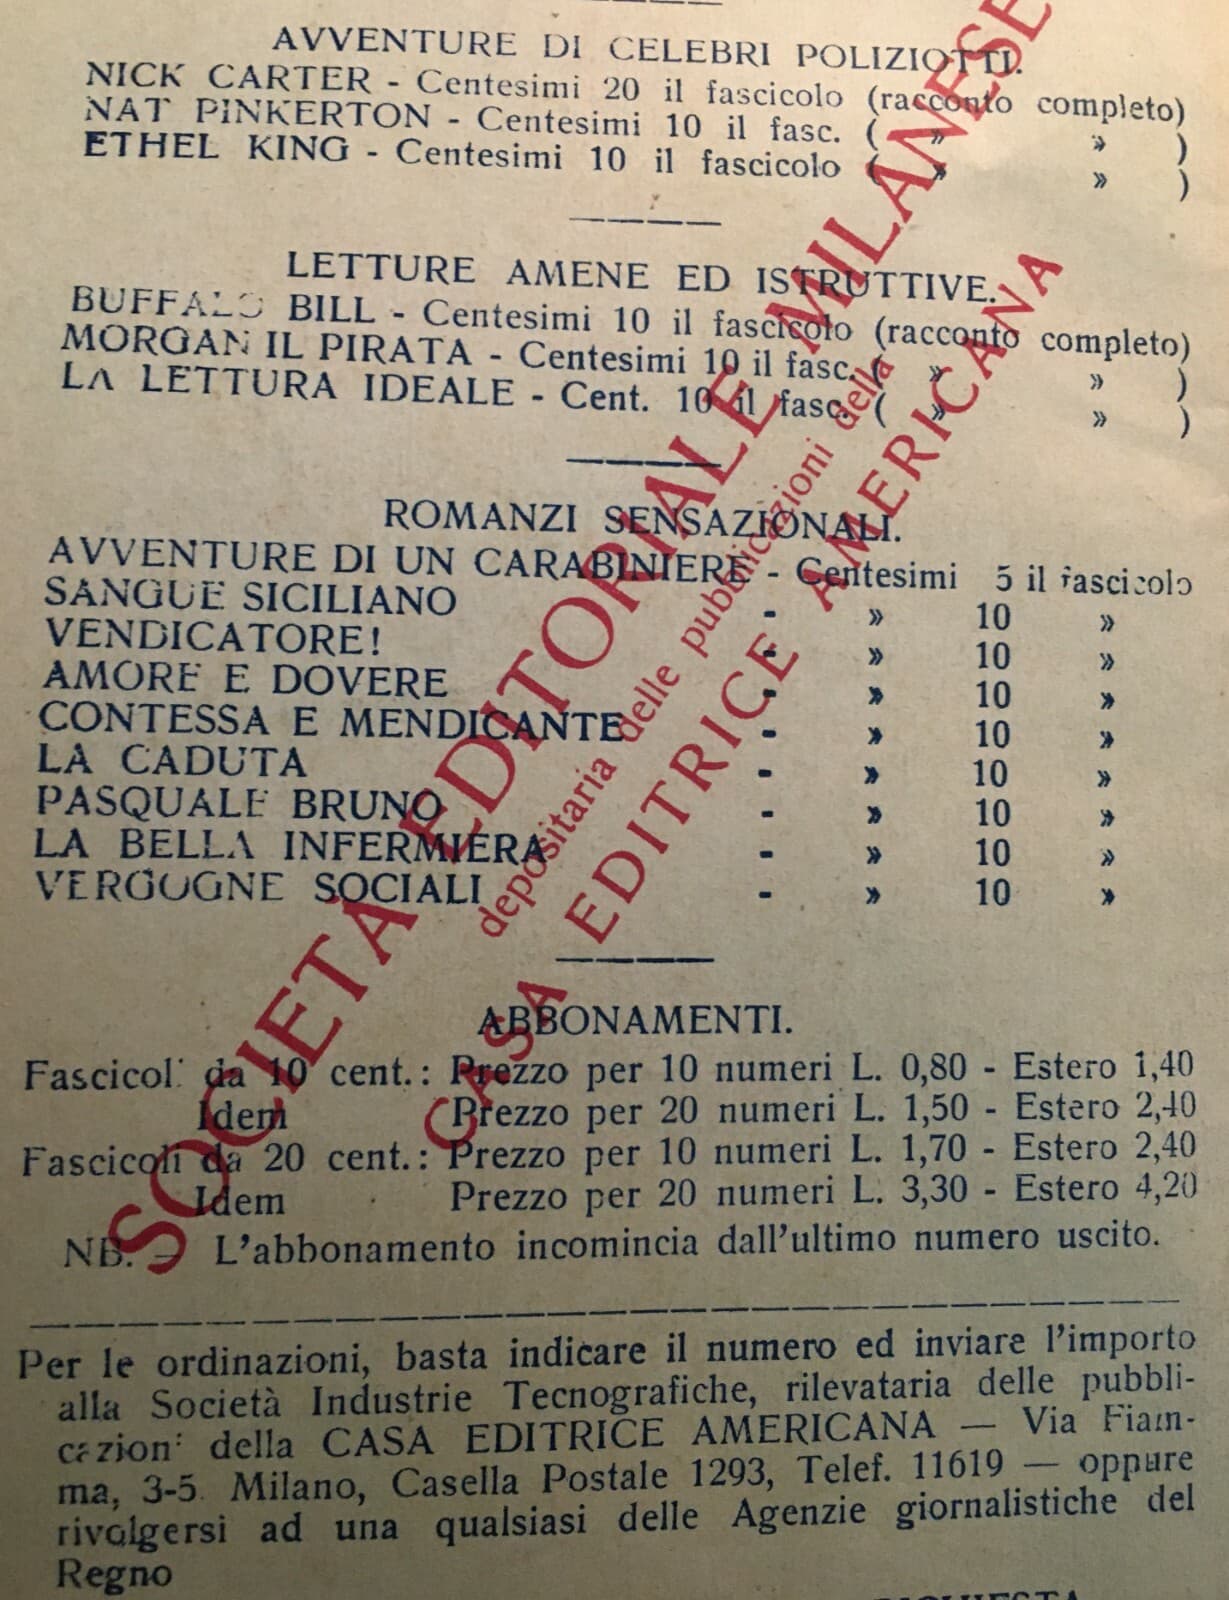 AVVENTURE DI CELEBRI POLIZIOTTI.
NICK CARTER - Centesimi 20 il fascicolo (racconto completo)
NAT PINKERTON - Centesimi 10 il fasc. ( » » )
ETHEL KING - Centesimi 10 il fascicolo ( » » )
LETTURE AMENE ED ISTRUTTIVE.
BUFFALO BILL - Centesimi 10 il fascicolo (racconto completo)
MORGAN IL PIRATA - Centesimi 10 il fasc. ( » » )
LA LETTURA IDEALE - Cent. 10 il fasc. ( » » )
ROMANZI SENSAZIONALI.
AVVENTURE DI UN CARABINIERE - Centesimi 5 il fascicolo
SANGUE SICILIANO - » 10 »
VENDICATORE! - » 10 »
AMORE E DOVERE - » 10 »
CONTESSA E MENDICANTE - » 10 »
LA CADUTA - » 10 »
PASQUALE BRUNO - » 10 »
LA BELLA INFERMIERA - » 10 »
VERGOGNE SOCIALI - » 10 »
ABBONAMENTI.
Fascicoli da 10 cent.: Prezzo per 10 numeri L. 0,80 - Estero 1,40
Idem Prezzo per 20 numeri L. 1,50 - Estero 2,40
Fascicoli da 20 cent.: Prezzo per 10 numeri L. 1,70 - Estero 2,40
Idem Prezzo per 20 numeri L. 3,30 - Estero 4,20
NB. - L'abbonamento incomincia dall'ultimo numero uscito.
Per le ordinazioni, basta indicare il numero ed inviare l'importo
alla Società Industrie Tecnografiche, rilevataria delle pubbli-
cazioni della CASA EDITRICE AMERICANA — Via Fiam-
ma, 3-5. Milano, Casella Postale 1293, Telef. 11619 — oppure
rivolgersi ad una qualsiasi delle Agenzie giornalistiche del
Regno
SOCIETÀ EDITORIALE MILANESE
depositaria delle pubblicazioni della
CASA EDITRICE AMERICANA